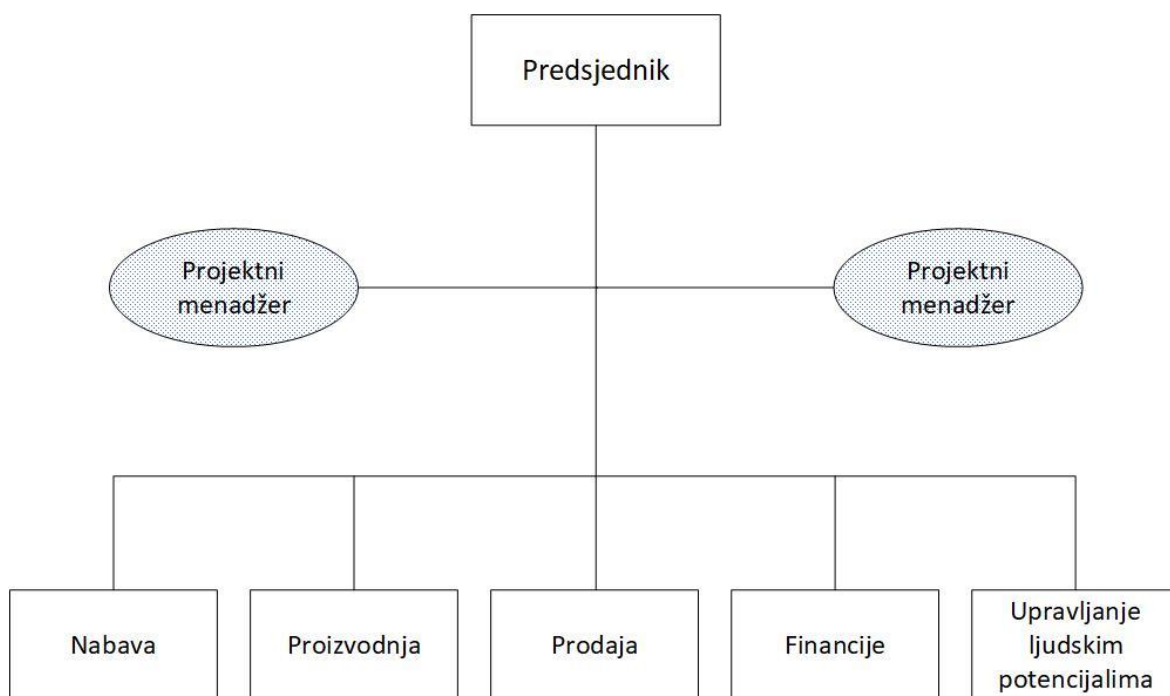 Predsjednik
Projektni
menadžer
Projektni
menadžer
Nabava
Proizvodnja
Prodaja
Financije
Upravljanje
ljudskim
potencijalima